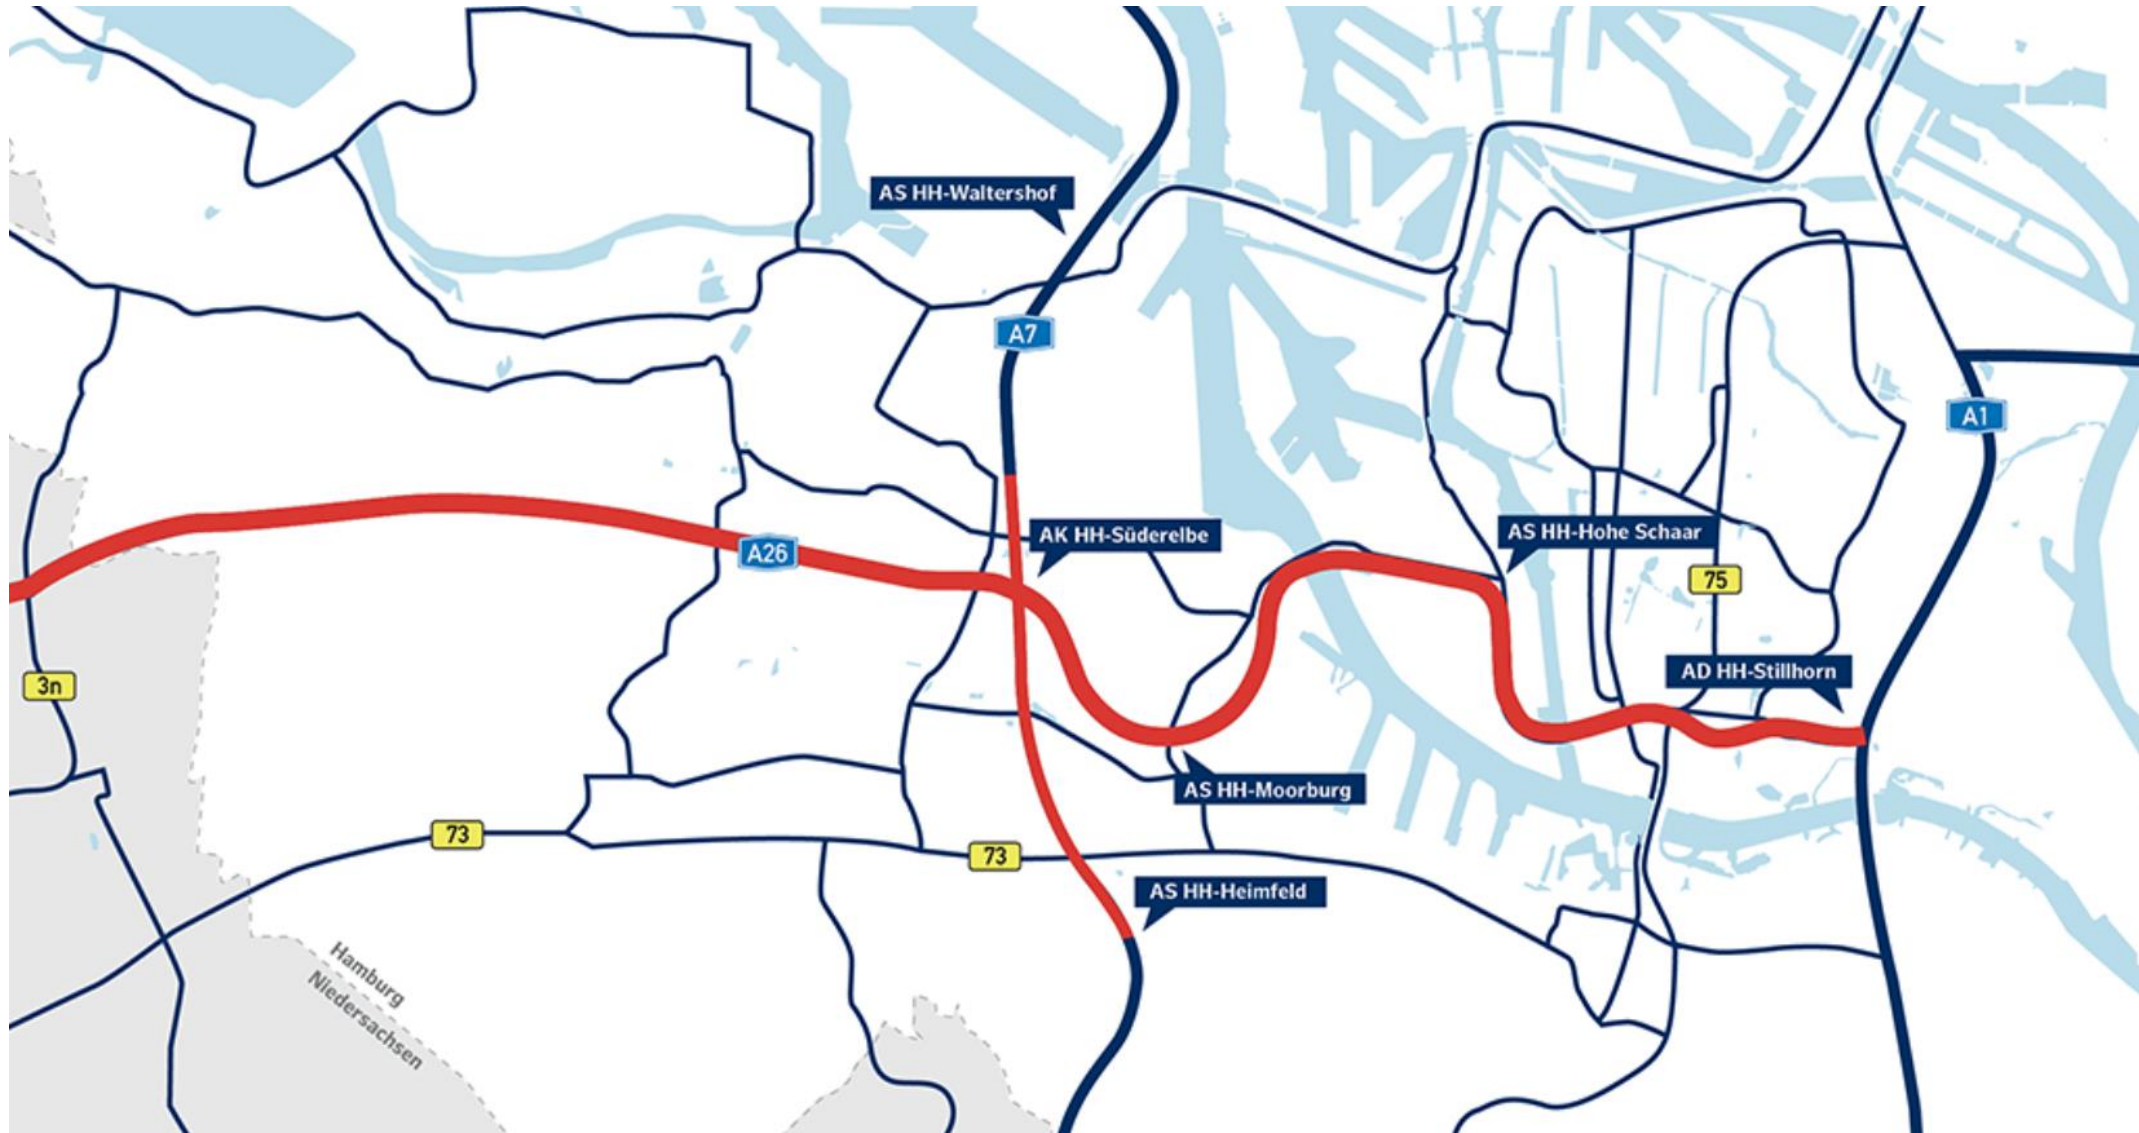 AS HH-Waltershof
A7
A1
AK HH-Süderelbe
AS HH-Hohe Schaar
A26
75
AD HH-Stillhorn
3n
AS HH-Moorburg
73
73
AS HH-Heimfeld
Hamburg
Niedersachsen